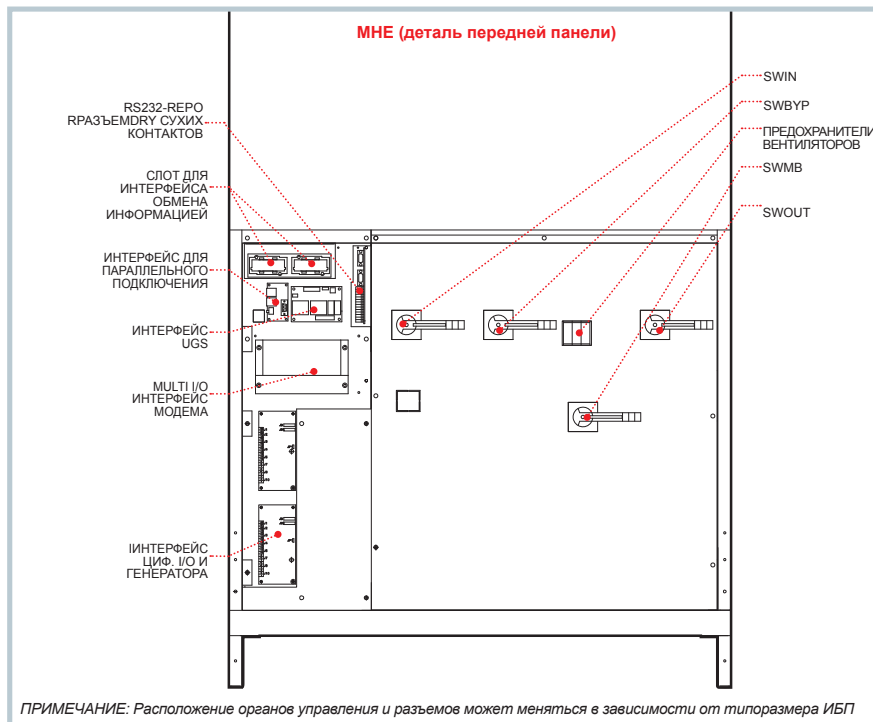 МНЕ (деталь передней панели)
RS232-REPO
RРАЗЪЕМDRY СУХИХ
КОНТАКТОВ
СЛОТ ДЛЯ
ИНТЕРФЕЙСА
ОБМЕНА
ИНФОРМАЦИЕЙ
ИНТЕРФЕЙС ДЛЯ
ПАРАЛЛЕЛЬНОГО
ПОДКЛЮЧЕНИЯ
ИНТЕРФЕЙС
UGS
MULTI I/O
ИНТЕРФЕЙС
МОДЕМА
IИНТЕРФЕЙС
ЦИФ. I/O И
ГЕНЕРАТОРА
SWIN
SWBYP
ПРЕДОХРАНИТЕЛИ
ВЕНТИЛЯТОРОВ
SWMB
SWOUT
ПРИМЕЧАНИЕ: Расположение органов управления и разъемов может меняться в зависимости от типоразмера ИБП